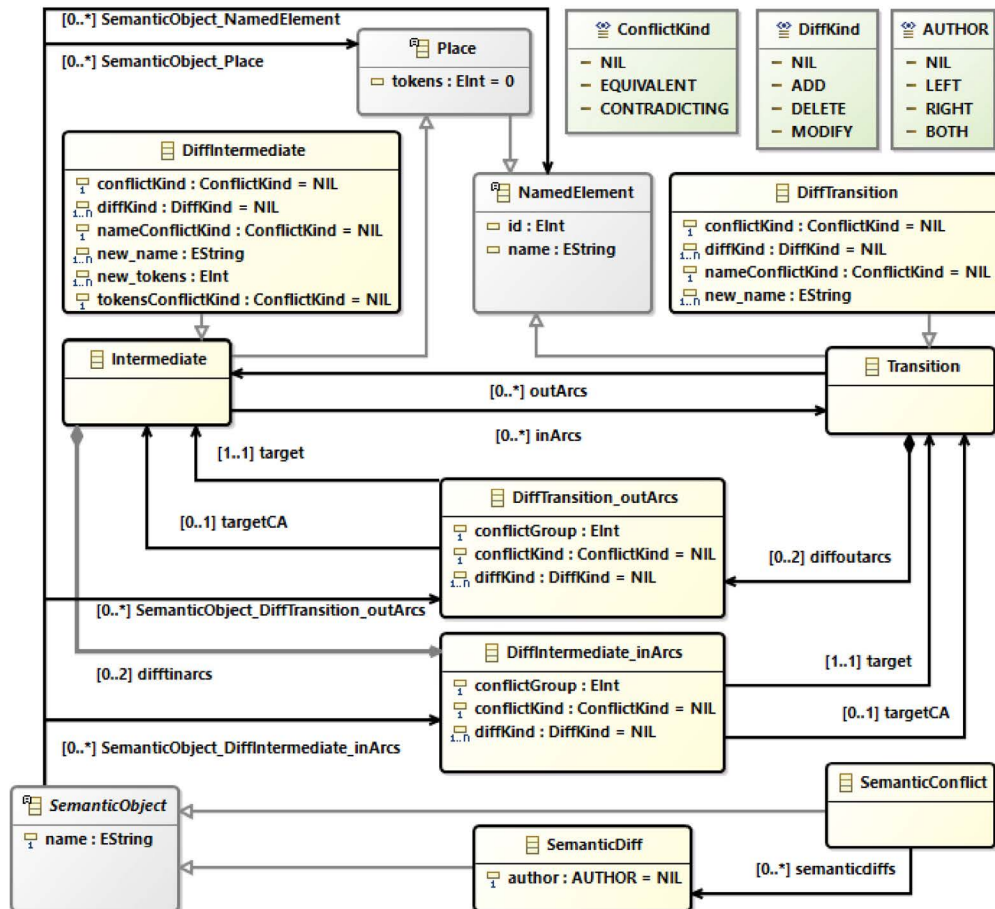 [0..*] SemanticObject_NamedElement
Place
[0..*] SemanticObject_Place
tokens : EInt = 0
ConflictKind
NIL
EQUIVALENT
CONTRADICTING
DiffKind
NIL
ADD
DELETE
MODIFY
AUTHOR
NIL
LEFT
RIGHT
BOTH
DiffIntermediate
conflictKind : ConflictKind = NIL
diffKind : DiffKind = NIL
nameConflictKind : ConflictKind = NIL
new_name : EString
new_tokens : EInt
tokensConflictKind : ConflictKind = NIL
NamedElement
id : EInt
name : EString
DiffTransition
conflictKind : ConflictKind = NIL
diffKind : DiffKind = NIL
nameConflictKind : ConflictKind = NIL
new_name : EString
Intermediate
Transition
[0..*] outArcs
[0..*] inArcs
[1..1] target
[0..1] targetCA
DiffTransition_outArcs
conflictGroup : EInt
conflictKind : ConflictKind = NIL
diffKind : DiffKind = NIL
[0..2] diffoutarcs
[0..*] SemanticObject_DiffTransition_outArcs
DiffIntermediate_inArcs
conflictGroup : EInt
conflictKind : ConflictKind = NIL
diffKind : DiffKind = NIL
[0..2] difftinarcs
[1..1] target
[0..1] targetCA
[0..*] SemanticObject_DiffIntermediate_inArcs
SemanticObject
name : EString
SemanticConflict
SemanticDiff
author : AUTHOR = NIL
[0..*] semanticdiffs